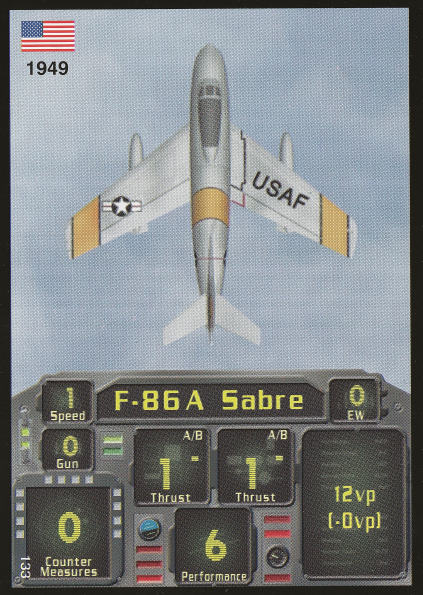 1949
USAF
F-86A Sabre
1
Speed
0
EW
0
Gun
A/B
1 -
Thrust
A/B
1 -
Thrust
12vp
(-0vp)
0
Counter
Measures
6
Performance
133